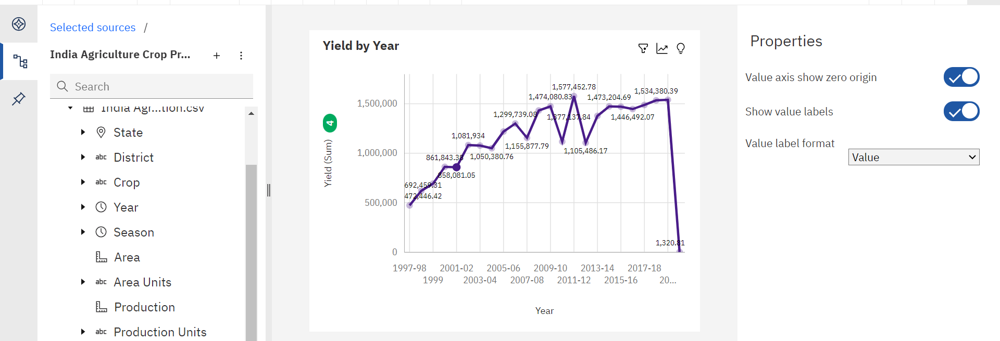 Selected sources /
India Agriculture Crop Pr...
Search
India Agr...tion.csv
State
abc District
abc Crop
Year
Season
Area
abc Area Units
Production
abc Production Units
Yield by Year
1,577,452.78
1,474,080.83
1,473,204.69
1,534,380.39
1,500,000
1,299,739.08
1,377,137.84
1,446,492.07
4
1,081,934
1,155,877.79
1,105,486.17
1,000,000
861,843.38
1,050,380.76
858,081.05
Yield (Sum)
692,459.31
472,446.42
500,000
1,320.81
0
1997-98
2001-02
2005-06
2009-10
2013-14
2017-18
1999
2003-04
2007-08
2011-12
2015-16
20...
Year
Properties
Value axis show zero origin
Show value labels
Value label format
Value